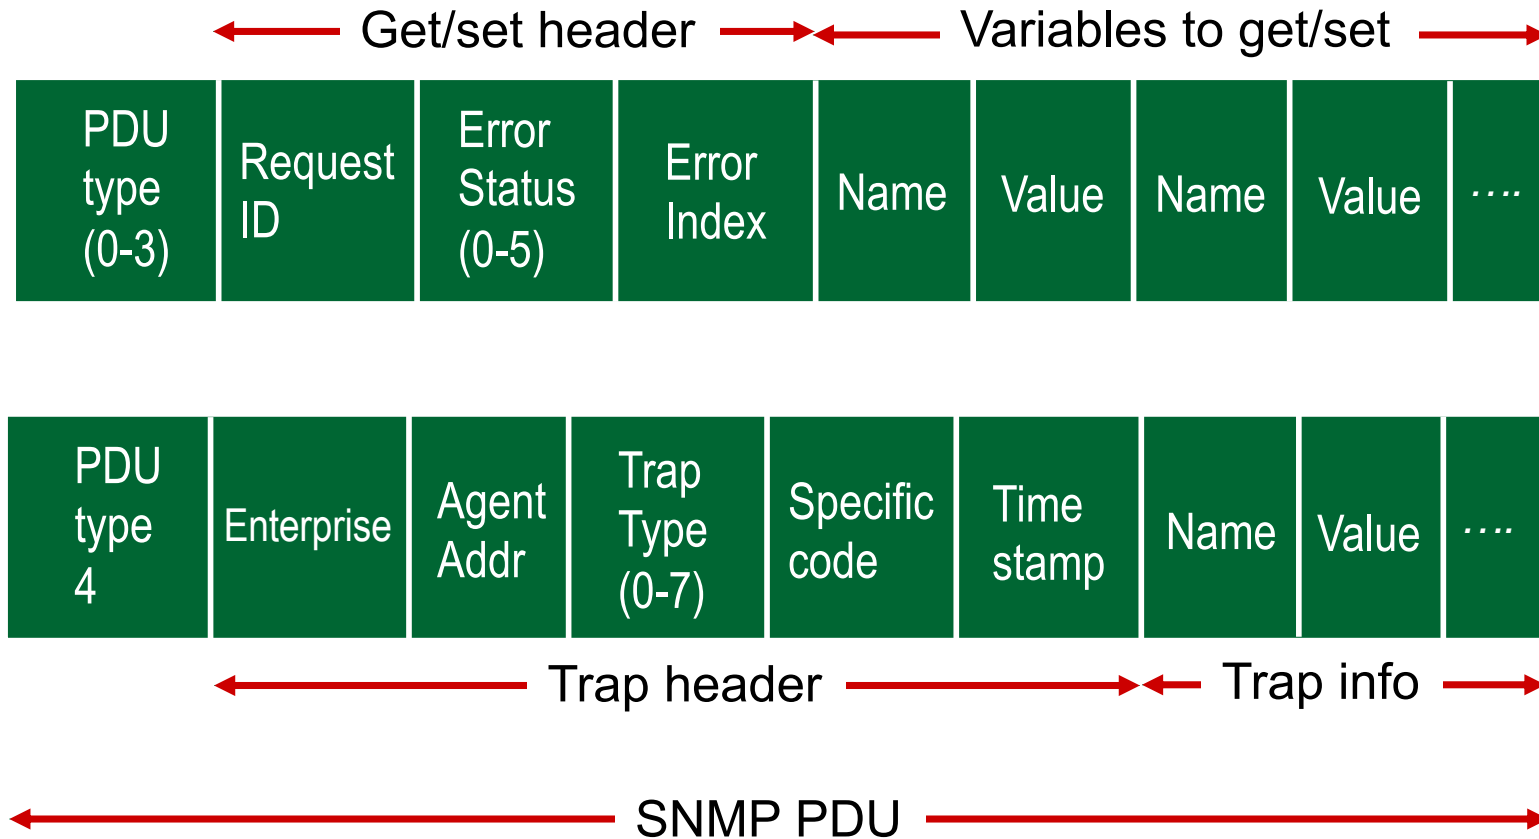 Get/set header
Variables to get/set
PDU
type
(0-3)
Request
ID
Error
Status
(0-5)
Error
Index
Name
Value
Name
Value
....
PDU
type
4
Enterprise
Agent
Addr
Trap
Type
(0-7)
Specific
code
Time
stamp
Name
Value
....
Trap header
Trap info
SNMP PDU